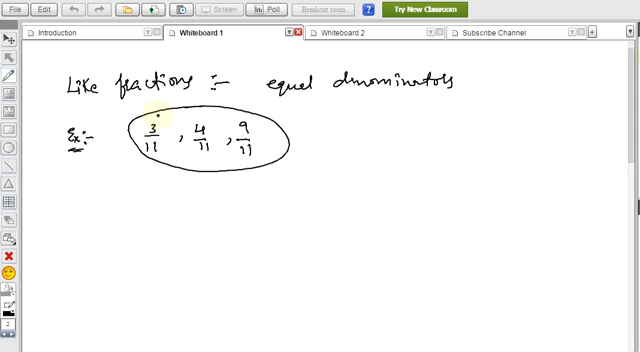 File Edit Screen Poll Breakout room ? Try New Classroom
Introduction Whiteboard 1 Whiteboard 2 Subscribe Channel
Like fractions :- equal denominators
Ex:- 3/11 , 4/11 , 9/11
2